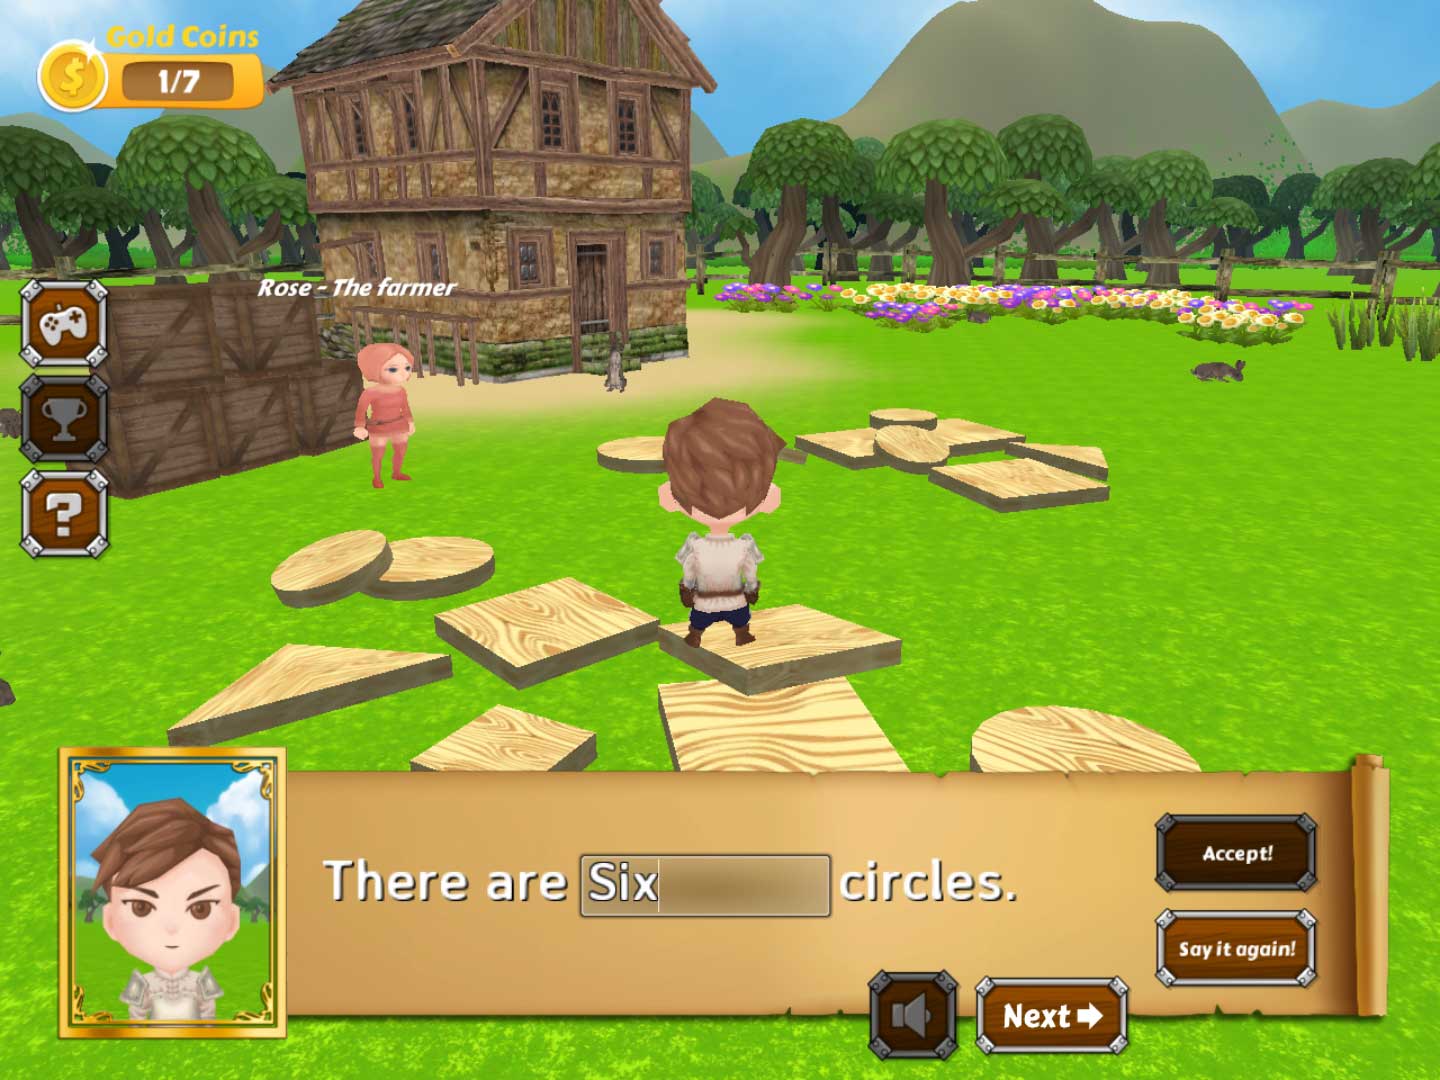 Gold Coins
1/7
Rose - The farmer
There are Six circles.
Accept!
Say it again!
Next